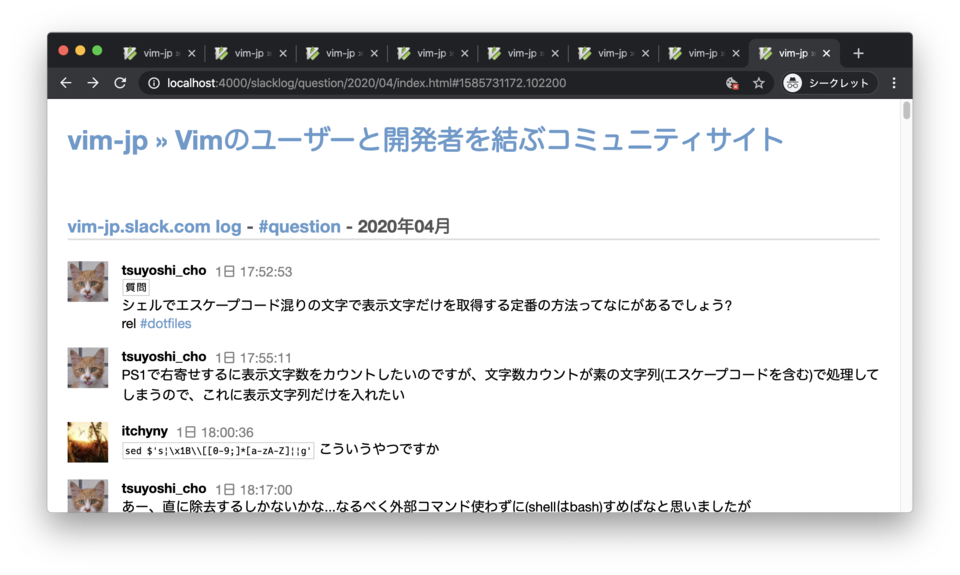 vim-jp » vim-jp » vim-jp » vim-jp » vim-jp » vim-jp » vim-jp » vim-jp »
localhost:4000/slacklog/question/2020/04/index.html#1585731172.102200
シークレット
vim-jp » Vimのユーザーと開発者を結ぶコミュニティサイト
vim-jp.slack.com log - #question - 2020年04月
tsuyoshi_cho 1日 17:52:53
質問
シェルでエスケープコード混りの文字で表示文字だけを取得する定番の方法ってなにがあるでしょう?
rel #dotfiles
tsuyoshi_cho 1日 17:55:11
PS1で右寄せするに表示文字数をカウントしたいのですが、文字数カウントが素の文字列(エスケープコードを含む)で処理して
しまうので、これに表示文字列だけを入れたい
itchyny 1日 18:00:36
sed $'s¦\x1B\\[[0-9;]*[a-zA-Z]¦¦g' こういうやつですか
tsuyoshi_cho 1日 18:17:00
あー、直に除去するしかないかな...なるべく外部コマンド使わずに(shellはbash)すめばなと思いましたが